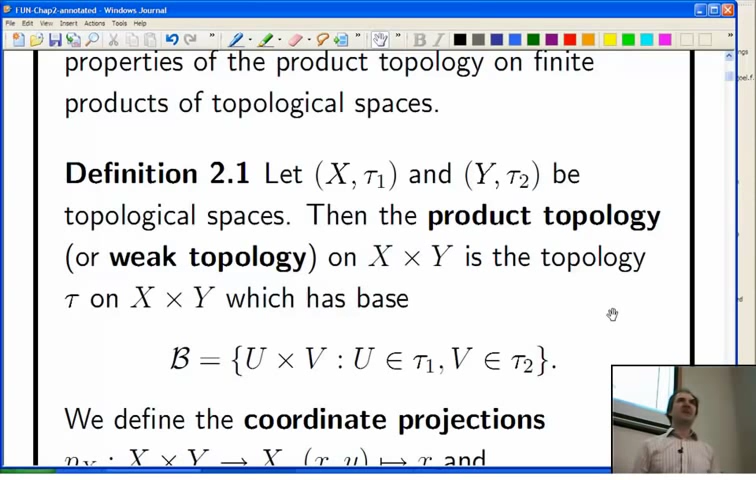 FUN-Chap2-annotated - Windows Journal
File Edit View Insert Actions Tools Help
B I
properties of the product topology on finite
products of topological spaces.
Definition 2.1 Let (X, τ₁) and (Y, τ₂) be
topological spaces. Then the product topology
(or weak topology) on X × Y is the topology
τ on X × Y which has base
ℬ = {U × V : U ∈ τ₁, V ∈ τ₂}.
We define the coordinate projections
X × Y → X, (x, y) ↦ x and